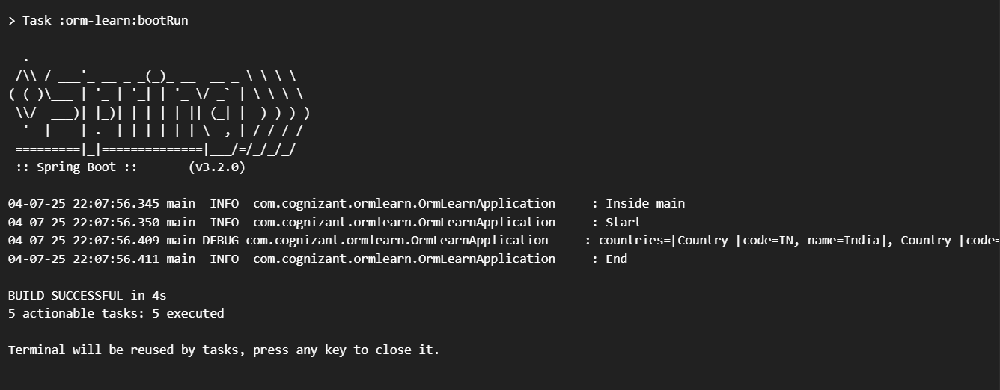 > Task :orm-learn:bootRun
  .   ____          _            __ _ _
 /\\ / ___'_ __ _ _(_)_ __  __ _ \ \ \ \
( ( )\___ | '_ | '_| | '_ \/ _` | \ \ \ \
 \\/  ___)| |_)| | | | | || (_| |  ) ) ) )
  '  |____| .__|_| |_|_| |_\__, | / / / /
 =========|_|==============|___/=/_/_/_/
 :: Spring Boot ::       (v3.2.0)
04-07-25 22:07:56.345 main  INFO  com.cognizant.ormlearn.OrmLearnApplication     : Inside main
04-07-25 22:07:56.350 main  INFO  com.cognizant.ormlearn.OrmLearnApplication     : Start
04-07-25 22:07:56.409 main DEBUG com.cognizant.ormlearn.OrmLearnApplication     : countries=[Country [code=IN, name=India], Country [code=
04-07-25 22:07:56.411 main  INFO  com.cognizant.ormlearn.OrmLearnApplication     : End
BUILD SUCCESSFUL in 4s
5 actionable tasks: 5 executed
Terminal will be reused by tasks, press any key to close it.